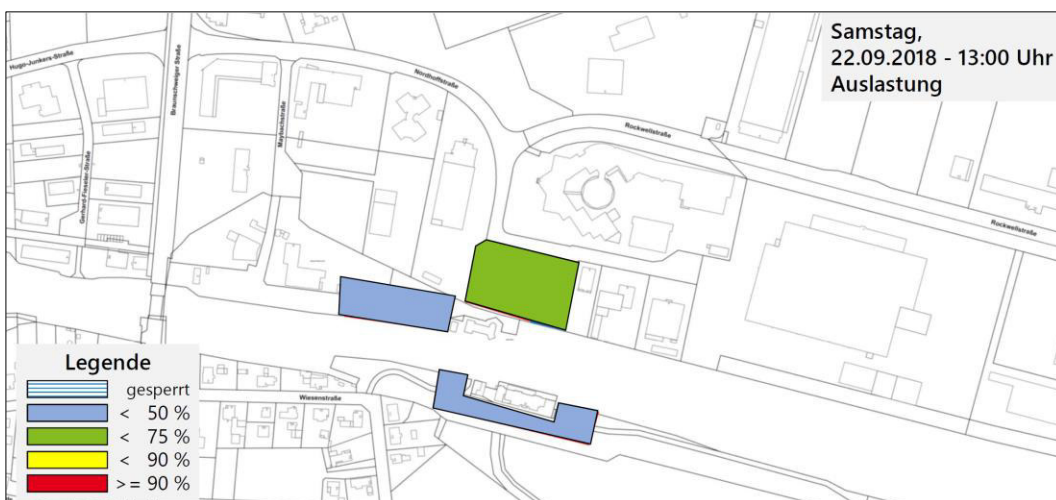 Samstag,
22.09.2018 - 13:00 Uhr
Auslastung
Hugo-Junkers-Straße
Braunschweiger Straße
Nordhoffstraße
Maybachstraße
Rockwellstraße
Gerhard-Fieseler-Straße
Rockwellstraße
Wiesenstraße
Legende
gesperrt
< 50 %
< 75 %
< 90 %
>= 90 %